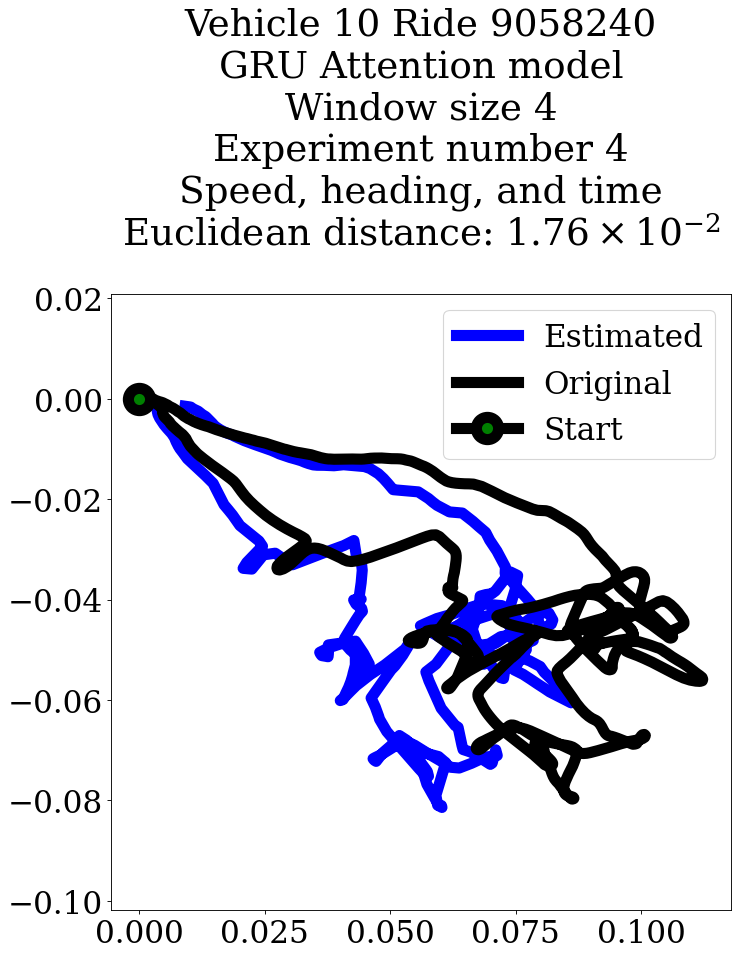 Vehicle 10 Ride 9058240
GRU Attention model
Window size 4
Experiment number 4
Speed, heading, and time
Euclidean distance: 1.76 × 10⁻²
Estimated
Original
Start
0.02
0.00
−0.02
−0.04
−0.06
−0.08
−0.10
0.000 0.025 0.050 0.075 0.100